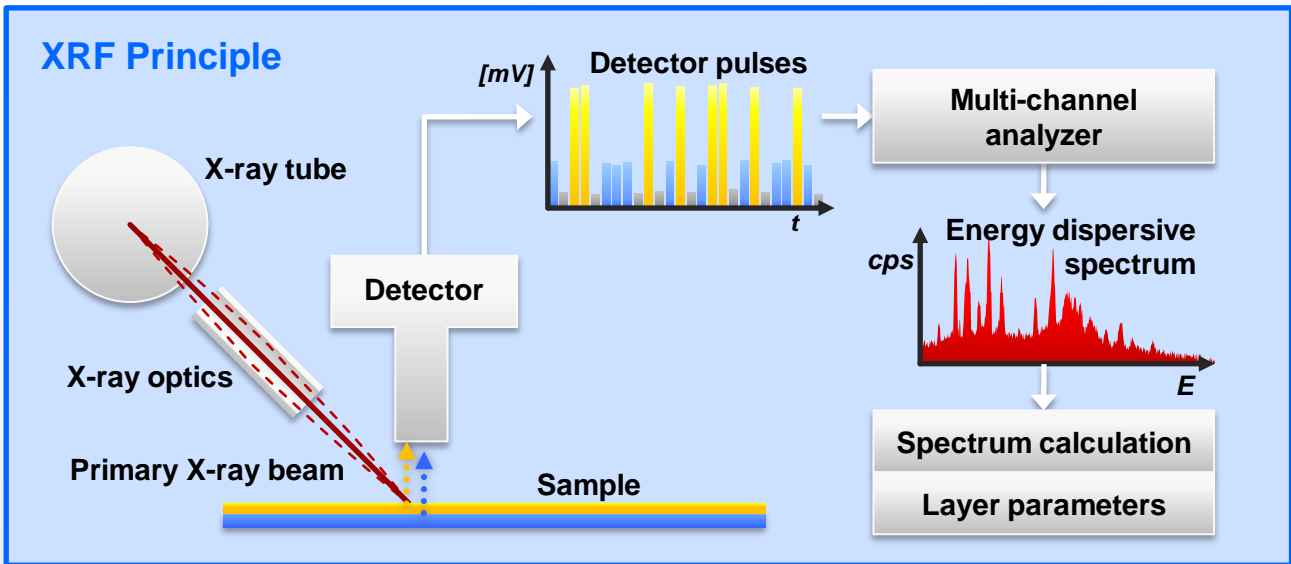 XRF Principle
[mV]
Detector pulses
t
Multi-channel
analyzer
X-ray tube
Detector
X-ray optics
Primary X-ray beam
Sample
cps
Energy dispersive
spectrum
E
Spectrum calculation
Layer parameters